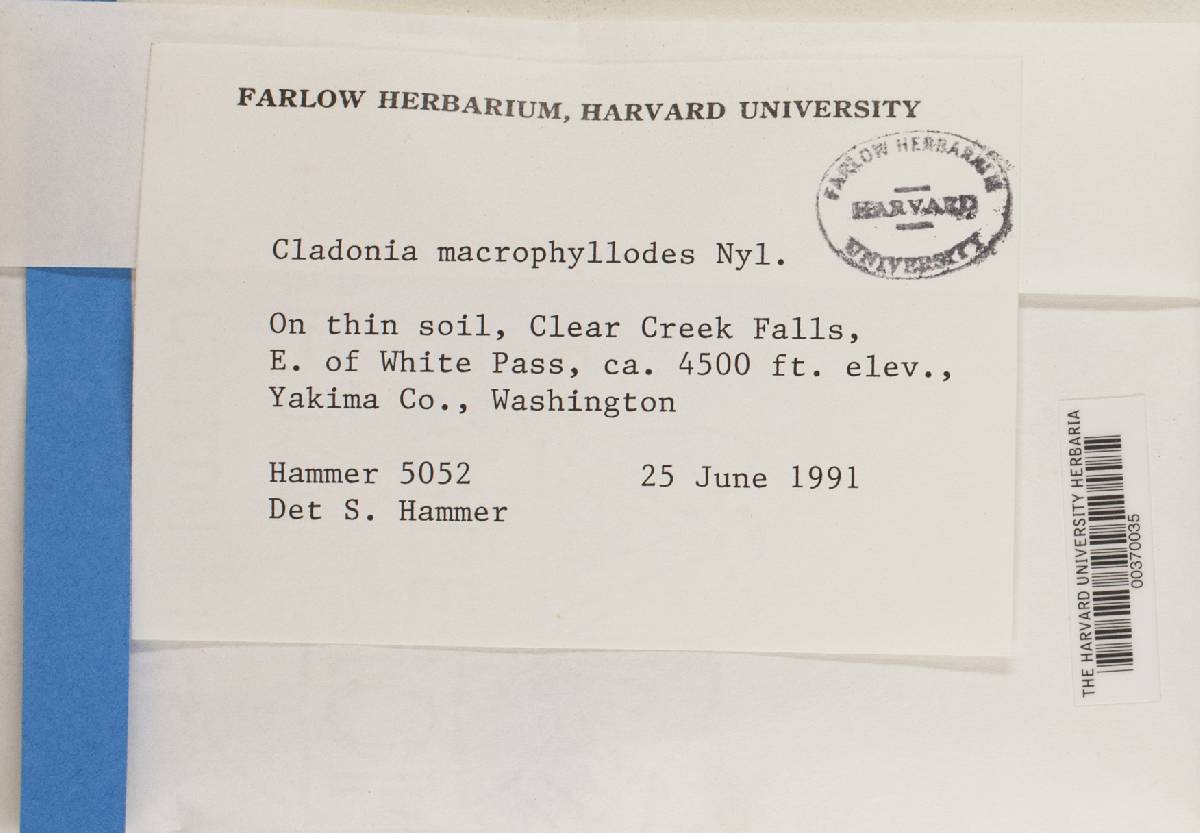 FARLOW HERBARIUM, HARVARD UNIVERSITY
FARLOW HERBARIUM
HARVARD
UNIVERSITY
Cladonia macrophyllodes Nyl.
On thin soil, Clear Creek Falls,
E. of White Pass, ca. 4500 ft. elev.,
Yakima Co., Washington
Hammer 5052 25 June 1991
Det S. Hammer
THE HARVARD UNIVERSITY HERBARIA
00370035